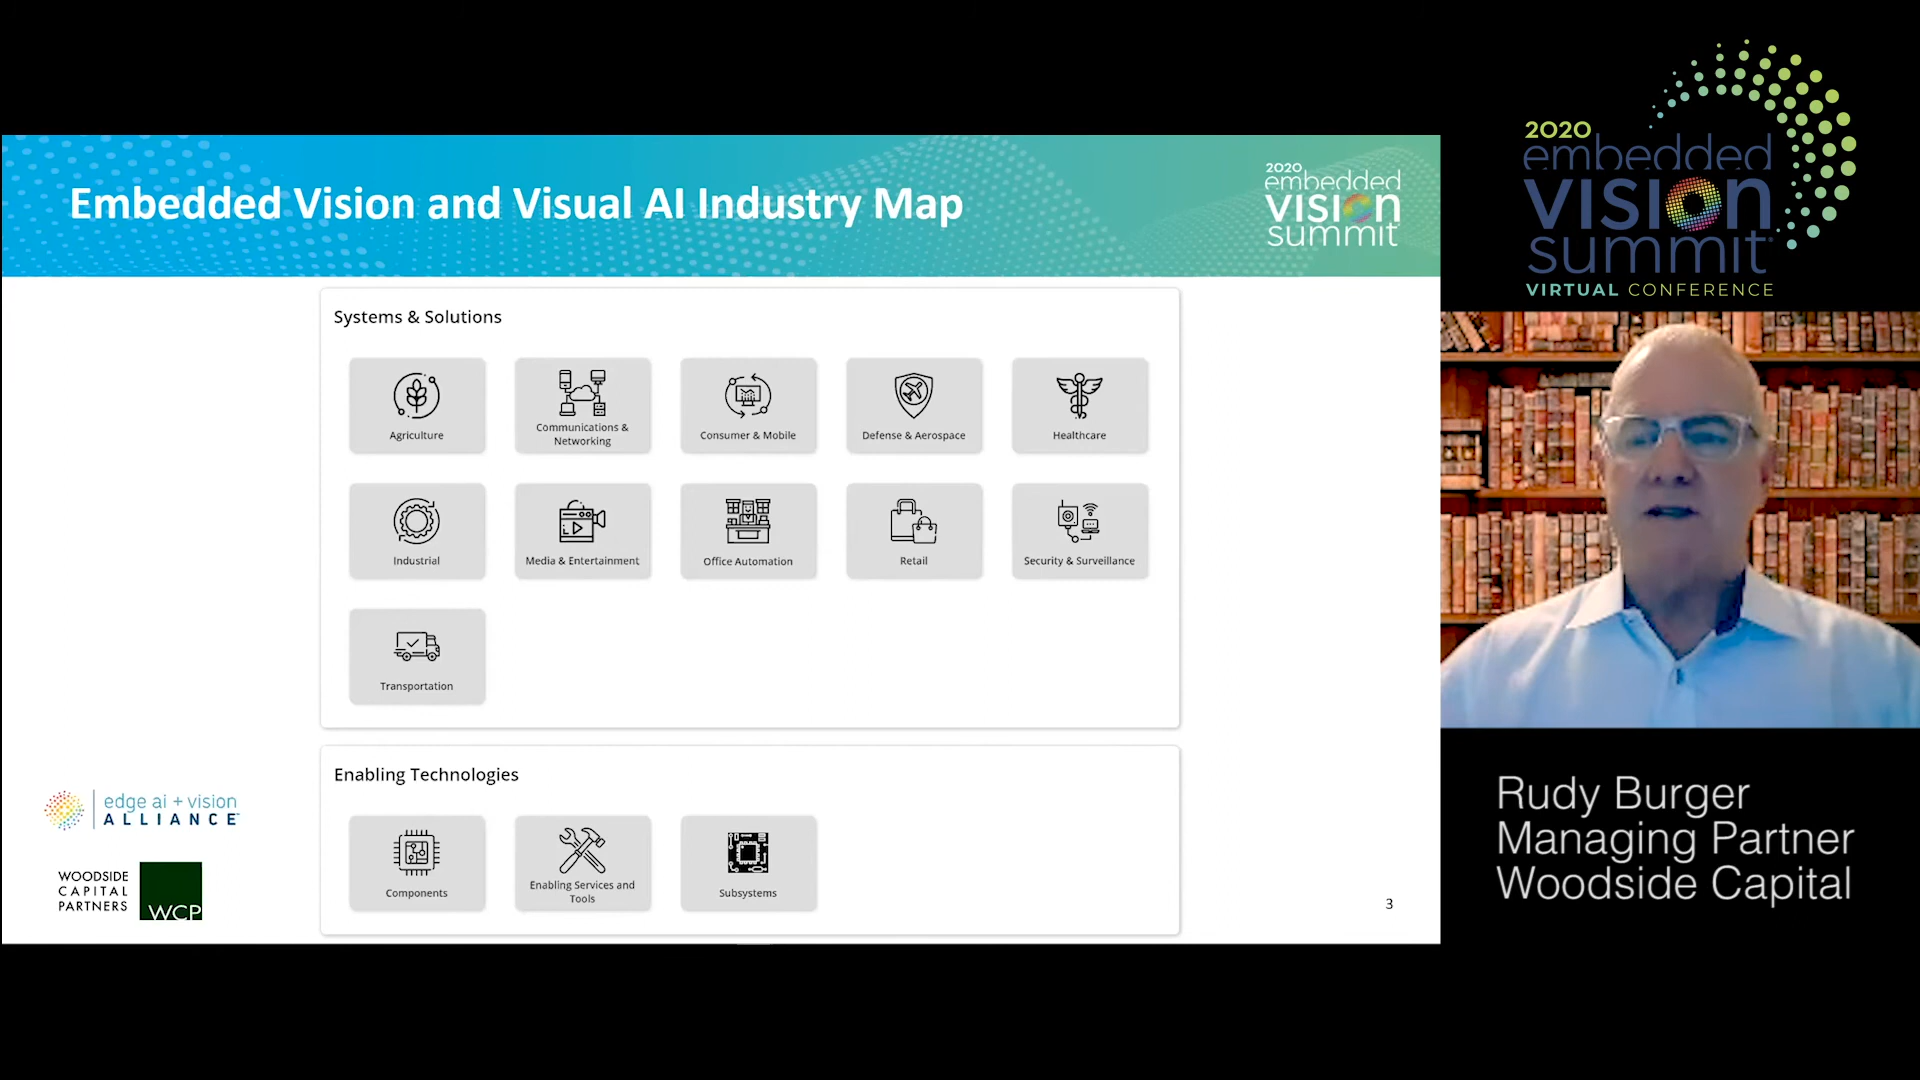 Embedded Vision and Visual AI Industry Map
2020
embedded
vision
summit
Systems & Solutions
Agriculture
Communications &
Networking
Consumer & Mobile
Defense & Aerospace
Healthcare
Industrial
Media & Entertainment
Office Automation
Retail
Security & Surveillance
Transportation
Enabling Technologies
Components
Enabling Services and
Tools
Subsystems
edge ai + vision
ALLIANCE
WOODSIDE
CAPITAL
PARTNERS
WCP
3
2020
embedded
vision
summit
VIRTUAL CONFERENCE
Rudy Burger
Managing Partner
Woodside Capital